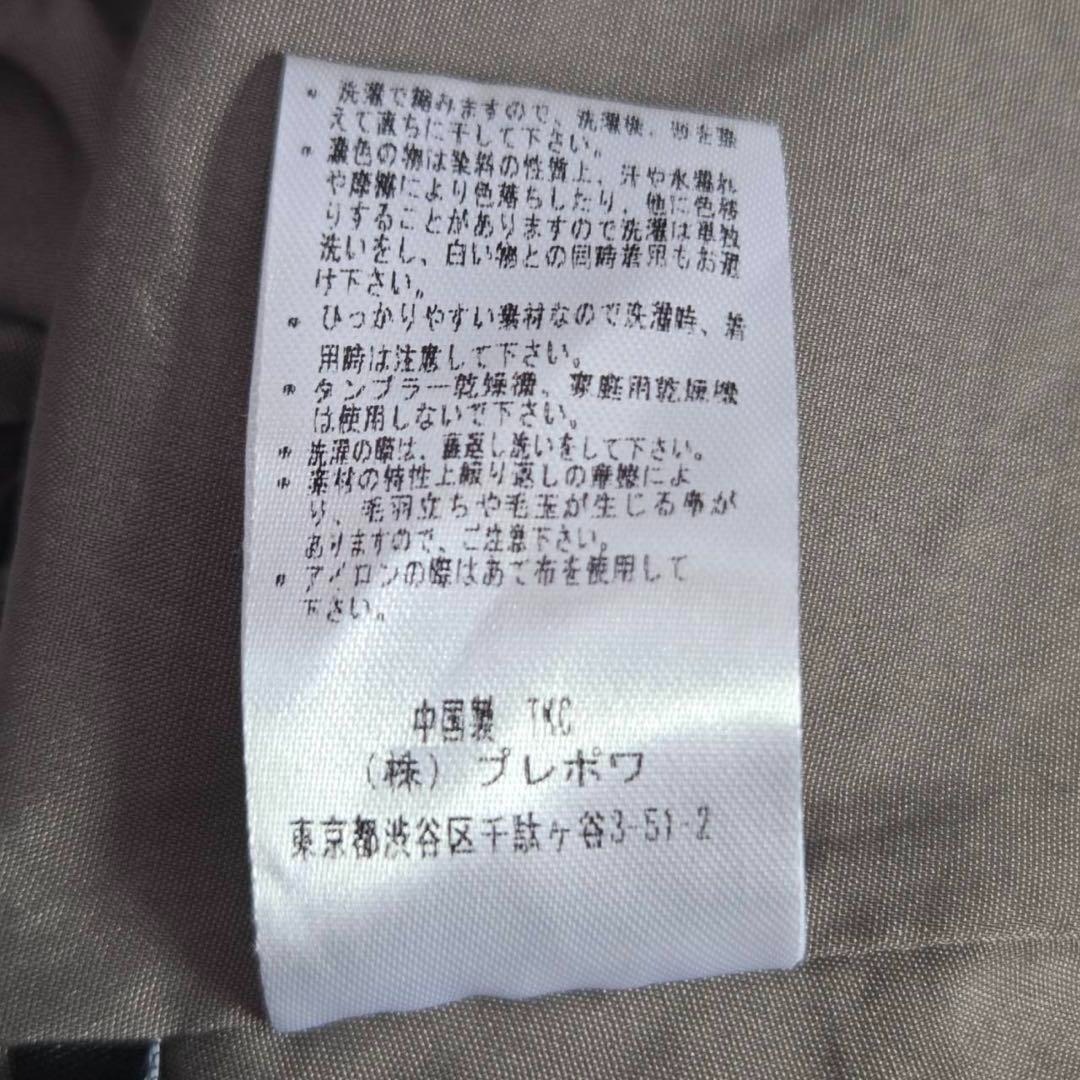 * 洗濯で縮みますので、洗濯後、形を整
えて直ちに干して下さい。
* 濃色の物は染料の性質上、汗や水濡れ
や摩擦により色落ちしたり、他に色移
りすることがありますので洗濯は単独
洗いをし、白い物との同時着用もお避
け下さい。
* ひっかりやすい素材なので洗濯時、着
用時は注意して下さい。
* タンブラー乾燥機、家庭用乾燥機
は使用しないで下さい。
* 洗濯の際は、裏返し洗いをして下さい。
* 素材の特性上繰り返しの摩擦によ
り、毛羽立ちや毛玉が生じる事が
ありますので、ご注意下さい。
* アイロンの際はあて布を使用して
下さい。
中国製 TKC
(株) プレポワ
東京都渋谷区千駄ヶ谷3-51-2